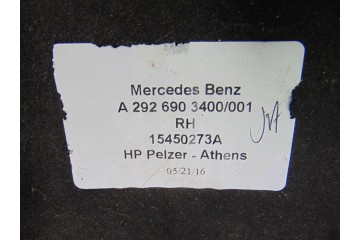 Mercedes Benz
A 292 690 3400/001
RH
15450273A
HP Pelzer - Athens
05/21/16